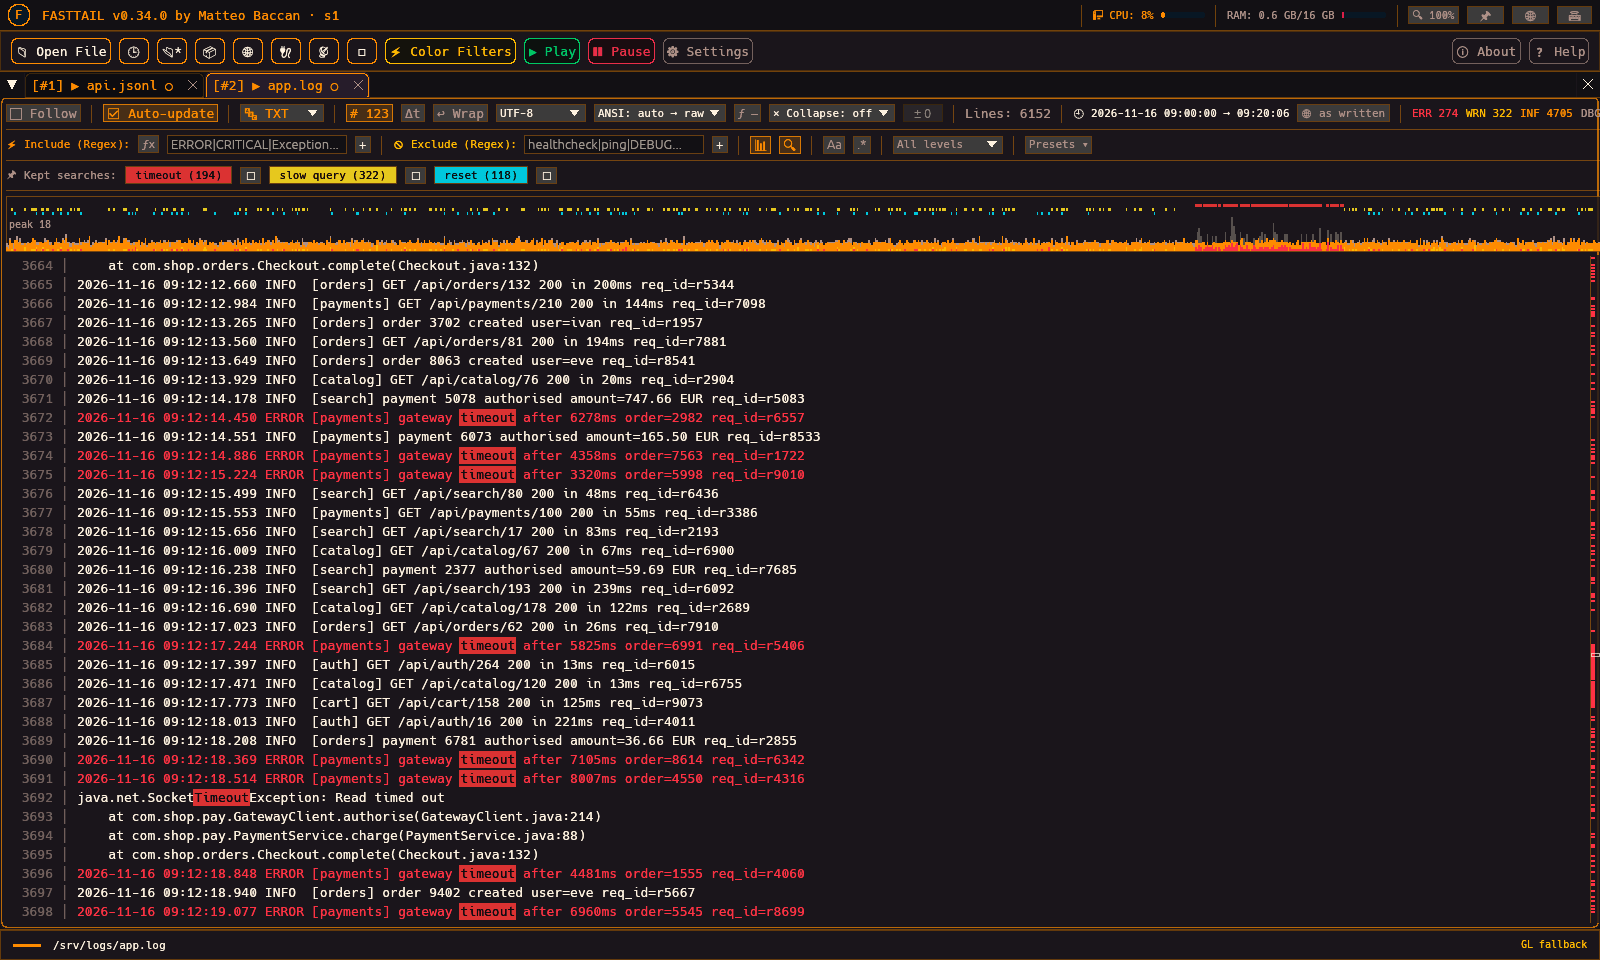 F FASTTAIL v0.34.0 by Matteo Baccan · s1 CPU: 8% RAM: 0.6 GB/16 GB 100%
Open File * Color Filters Play Pause Settings About ? Help
[#1] ▶ api.jsonl ○ × [#2] ▶ app.log ○ ×
Follow Auto-update TXT # 123 Δt ↩ Wrap UTF-8 ANSI: auto → raw ƒ − × Collapse: off ±0 Lines: 6152 2026-11-16 09:00:00 → 09:20:06 as written ERR 274 WRN 322 INF 4705 DBG
Include (Regex): ƒx ERROR|CRITICAL|Exception... + Exclude (Regex): healthcheck|ping|DEBUG... + Aa .* All levels Presets
Kept searches: timeout (194) slow query (322) reset (118)
peak 18
3664 | at com.shop.orders.Checkout.complete(Checkout.java:132)
3665 | 2026-11-16 09:12:12.660 INFO [orders] GET /api/orders/132 200 in 200ms req_id=r5344
3666 | 2026-11-16 09:12:12.984 INFO [payments] GET /api/payments/210 200 in 144ms req_id=r7098
3667 | 2026-11-16 09:12:13.265 INFO [orders] order 3702 created user=ivan req_id=r1957
3668 | 2026-11-16 09:12:13.560 INFO [orders] GET /api/orders/81 200 in 194ms req_id=r7881
3669 | 2026-11-16 09:12:13.649 INFO [orders] order 8063 created user=eve req_id=r8541
3670 | 2026-11-16 09:12:13.929 INFO [catalog] GET /api/catalog/76 200 in 20ms req_id=r2904
3671 | 2026-11-16 09:12:14.178 INFO [search] payment 5078 authorised amount=747.66 EUR req_id=r5083
3672 | 2026-11-16 09:12:14.450 ERROR [payments] gateway timeout after 6278ms order=2982 req_id=r6557
3673 | 2026-11-16 09:12:14.551 INFO [payments] payment 6073 authorised amount=165.50 EUR req_id=r8533
3674 | 2026-11-16 09:12:14.886 ERROR [payments] gateway timeout after 4358ms order=7563 req_id=r1722
3675 | 2026-11-16 09:12:15.224 ERROR [payments] gateway timeout after 3320ms order=5998 req_id=r9010
3676 | 2026-11-16 09:12:15.499 INFO [search] GET /api/search/80 200 in 48ms req_id=r6436
3677 | 2026-11-16 09:12:15.553 INFO [payments] GET /api/payments/100 200 in 55ms req_id=r3386
3678 | 2026-11-16 09:12:15.656 INFO [search] GET /api/search/17 200 in 83ms req_id=r2193
3679 | 2026-11-16 09:12:16.009 INFO [catalog] GET /api/catalog/67 200 in 67ms req_id=r6900
3680 | 2026-11-16 09:12:16.238 INFO [search] payment 2377 authorised amount=59.69 EUR req_id=r7685
3681 | 2026-11-16 09:12:16.396 INFO [search] GET /api/search/193 200 in 239ms req_id=r6092
3682 | 2026-11-16 09:12:16.690 INFO [catalog] GET /api/catalog/178 200 in 122ms req_id=r2689
3683 | 2026-11-16 09:12:17.023 INFO [orders] GET /api/orders/62 200 in 26ms req_id=r7910
3684 | 2026-11-16 09:12:17.244 ERROR [payments] gateway timeout after 5825ms order=6991 req_id=r5406
3685 | 2026-11-16 09:12:17.397 INFO [auth] GET /api/auth/264 200 in 13ms req_id=r6015
3686 | 2026-11-16 09:12:17.471 INFO [catalog] GET /api/catalog/120 200 in 13ms req_id=r6755
3687 | 2026-11-16 09:12:17.773 INFO [cart] GET /api/cart/158 200 in 125ms req_id=r9073
3688 | 2026-11-16 09:12:18.013 INFO [auth] GET /api/auth/16 200 in 221ms req_id=r4011
3689 | 2026-11-16 09:12:18.208 INFO [orders] payment 6781 authorised amount=36.66 EUR req_id=r2855
3690 | 2026-11-16 09:12:18.369 ERROR [payments] gateway timeout after 7105ms order=8614 req_id=r6342
3691 | 2026-11-16 09:12:18.514 ERROR [payments] gateway timeout after 8007ms order=4550 req_id=r4316
3692 | java.net.SocketTimeoutException: Read timed out
3693 | at com.shop.pay.GatewayClient.authorise(GatewayClient.java:214)
3694 | at com.shop.pay.PaymentService.charge(PaymentService.java:88)
3695 | at com.shop.orders.Checkout.complete(Checkout.java:132)
3696 | 2026-11-16 09:12:18.848 ERROR [payments] gateway timeout after 4481ms order=1555 req_id=r4060
3697 | 2026-11-16 09:12:18.940 INFO [orders] order 9402 created user=eve req_id=r5667
3698 | 2026-11-16 09:12:19.077 ERROR [payments] gateway timeout after 6960ms order=5545 req_id=r8699
/srv/logs/app.log GL fallback